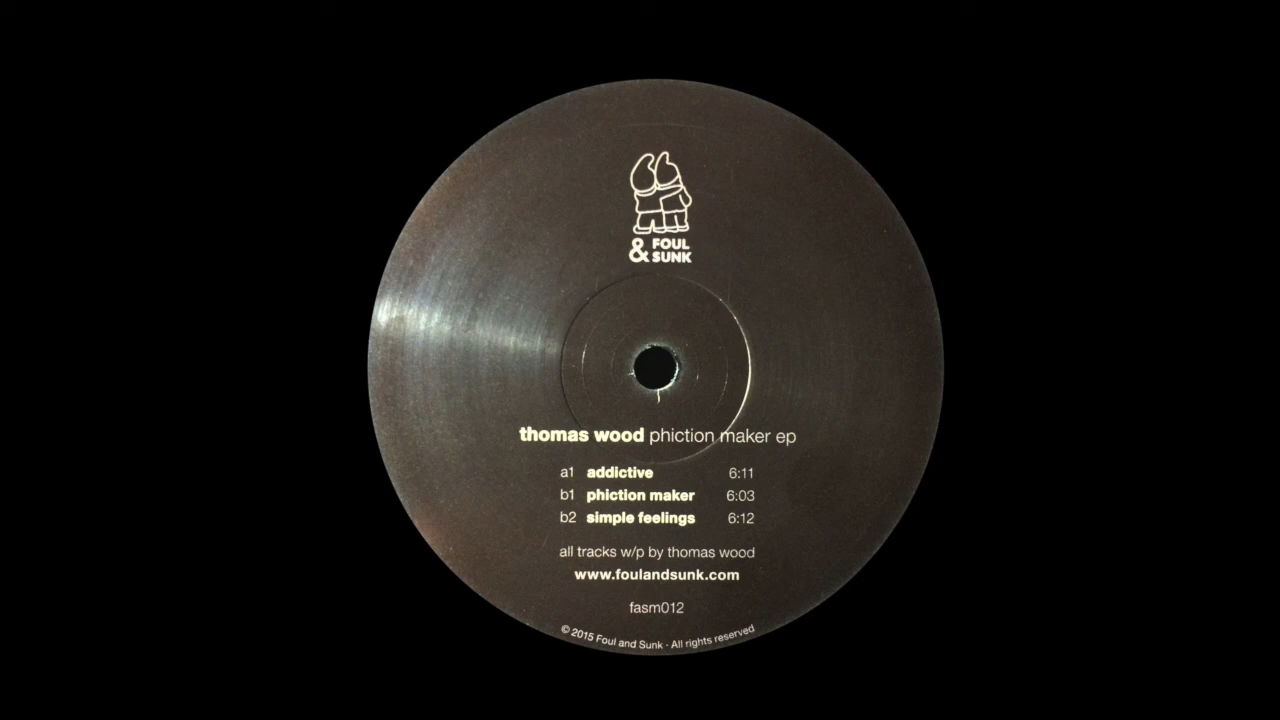 & FOUL
SUNK
thomas wood phiction maker ep
a1 addictive 6:11
b1 phiction maker 6:03
b2 simple feelings 6:12
all tracks w/p by thomas wood
www.foulandsunk.com
fasm012
© 2015 Foul and Sunk · All rights reserved